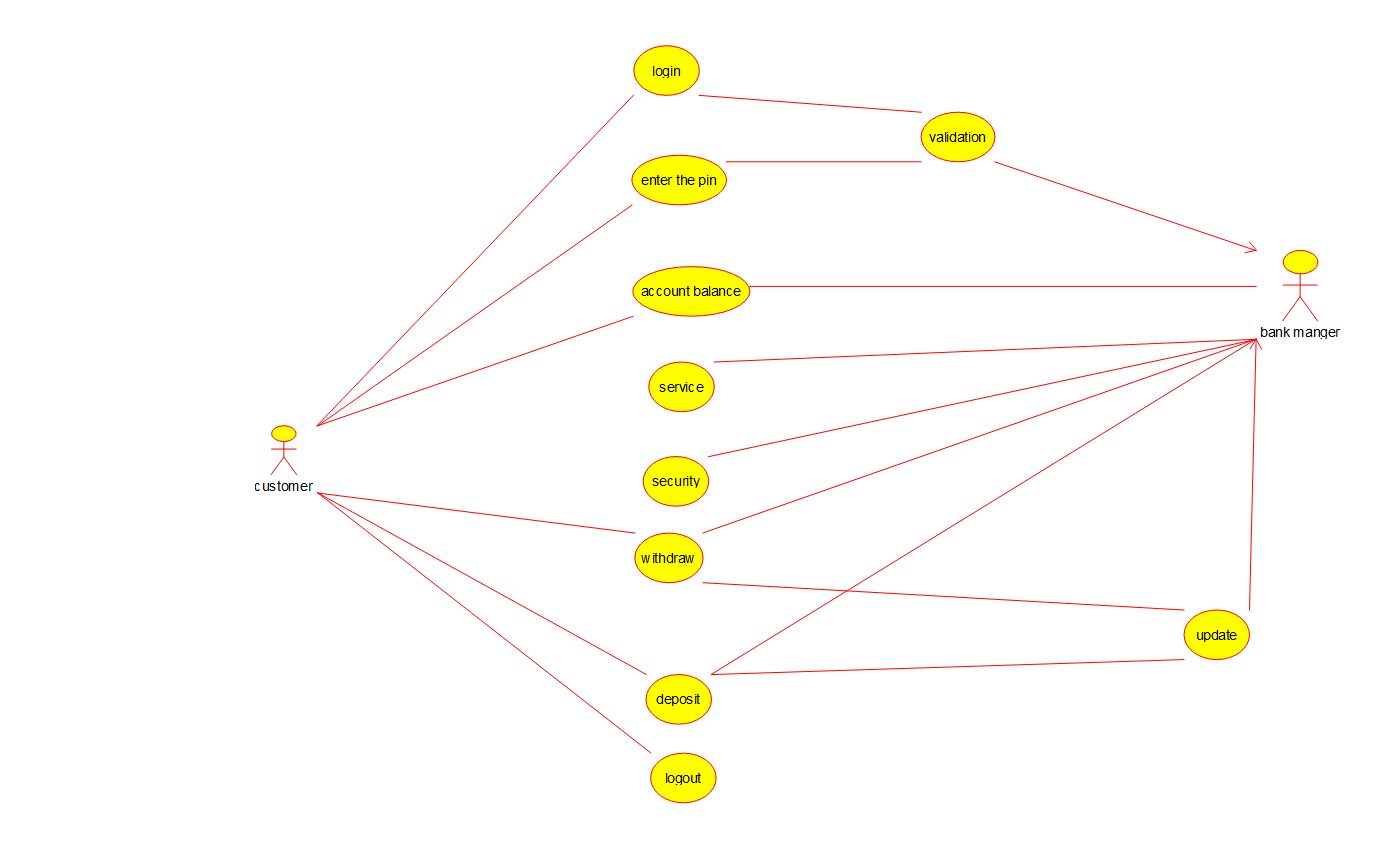 login
validation
enter the pin
account balance
bank manger
service
customer
security
withdraw
update
deposit
logout